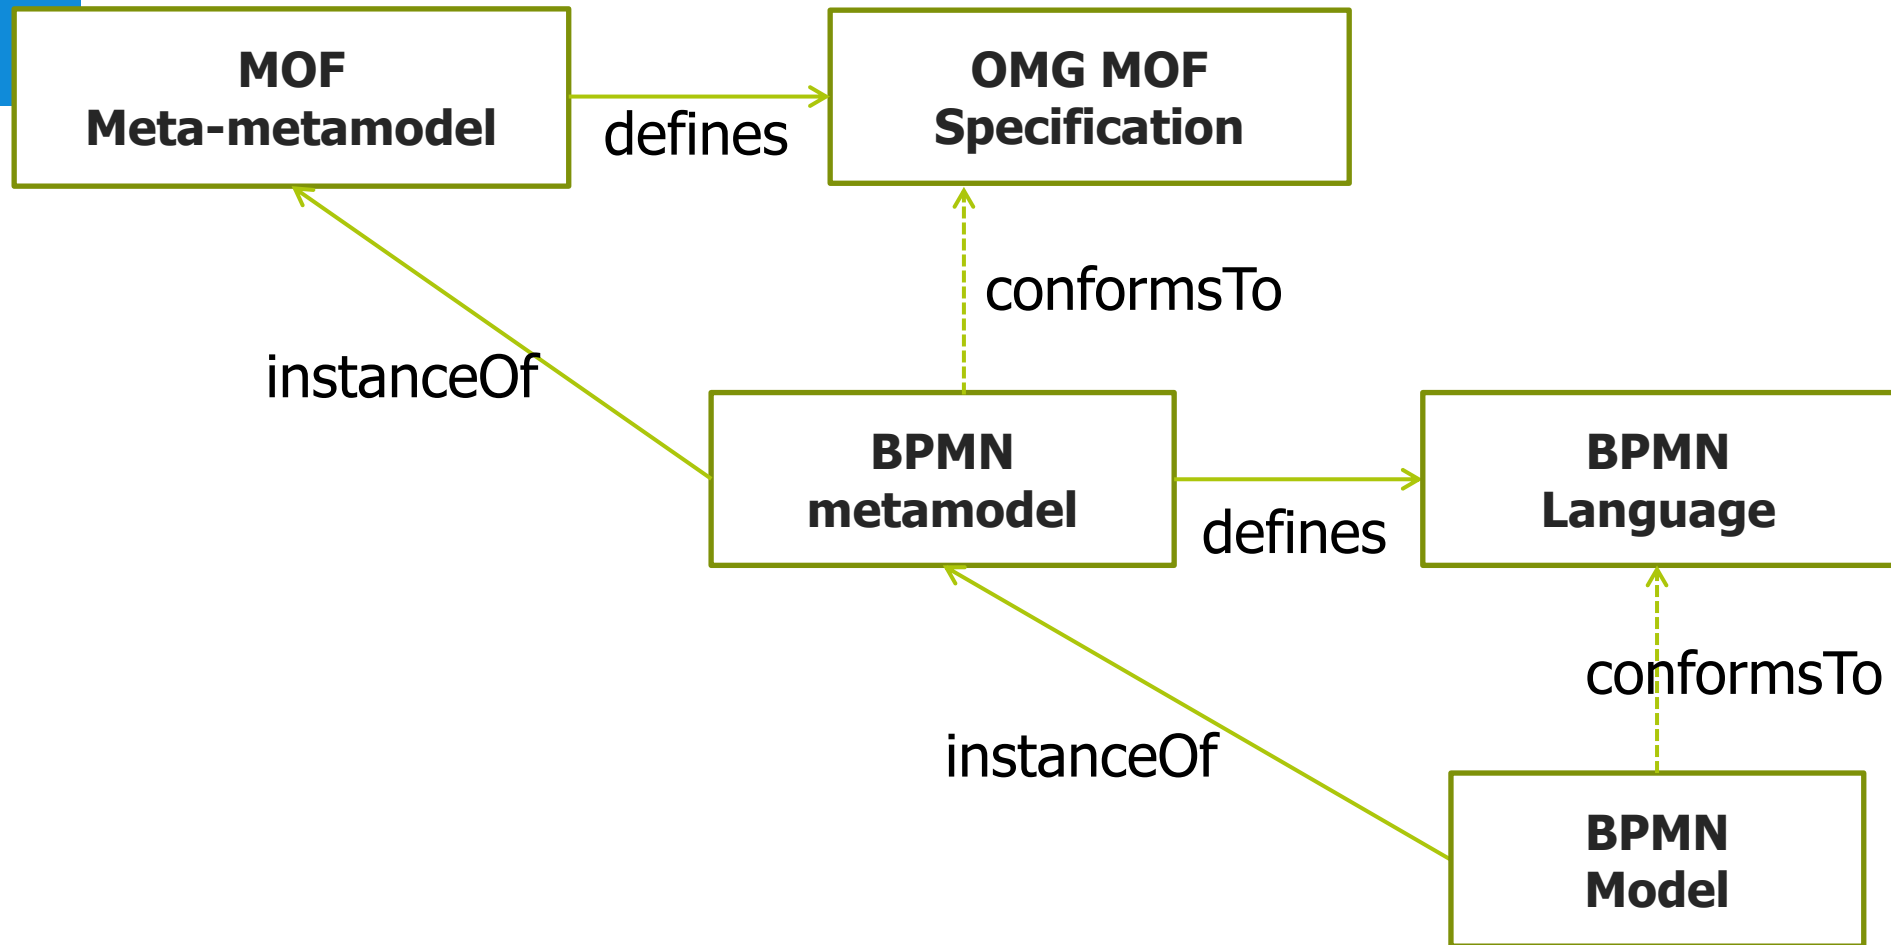 MOF
Meta-metamodel
defines
OMG MOF
Specification
conformsTo
instanceOf
BPMN
metamodel
defines
BPMN
Language
conformsTo
instanceOf
BPMN
Model